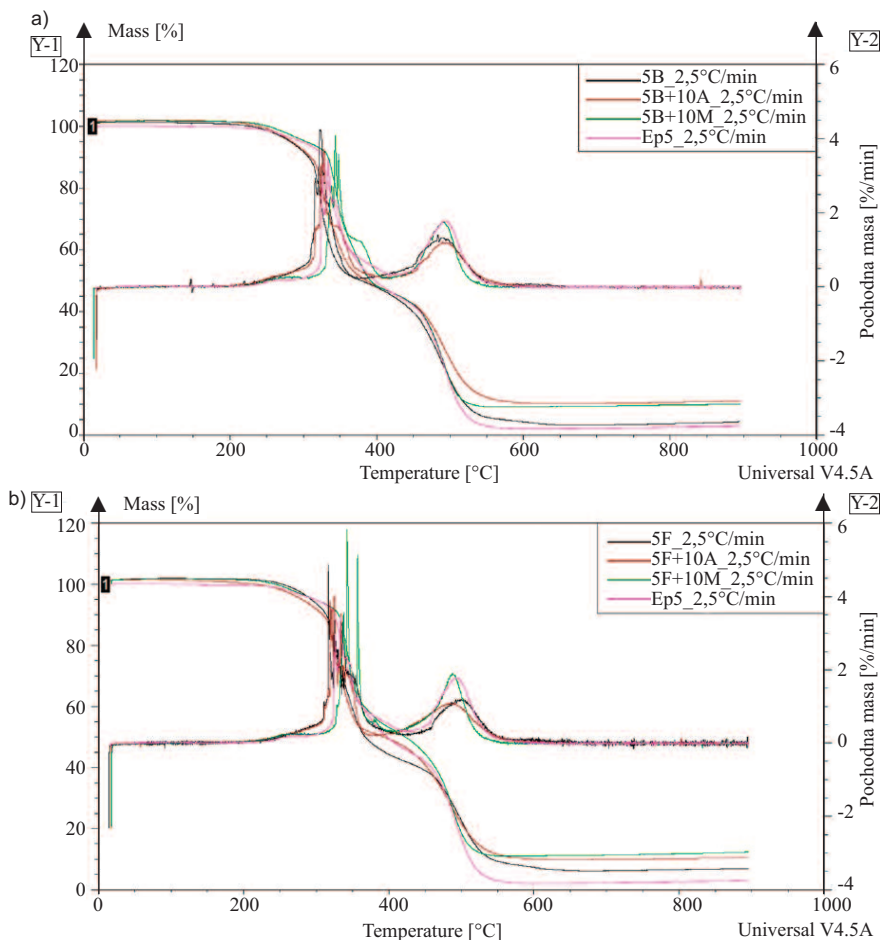 a)
Y-1
Mass [%]
Y-2
120
100
80
60
40
20
0
1
5B_2,5°C/min
5B+10A_2,5°C/min
5B+10M_2,5°C/min
Ep5_2,5°C/min
6
4
2
0
-2
-4
Pochodna masa [%/min]
0
200
400
600
800
1000
Temperature [°C]
Universal V4.5A
b)
Y-1
Mass [%]
Y-2
120
100
80
60
40
20
0
1
5F_2,5°C/min
5F+10A_2,5°C/min
5F+10M_2,5°C/min
Ep5_2,5°C/min
6
4
2
0
-2
-4
Pochodna masa [%/min]
0
200
400
600
800
1000
Temperature [°C]
Universal V4.5A